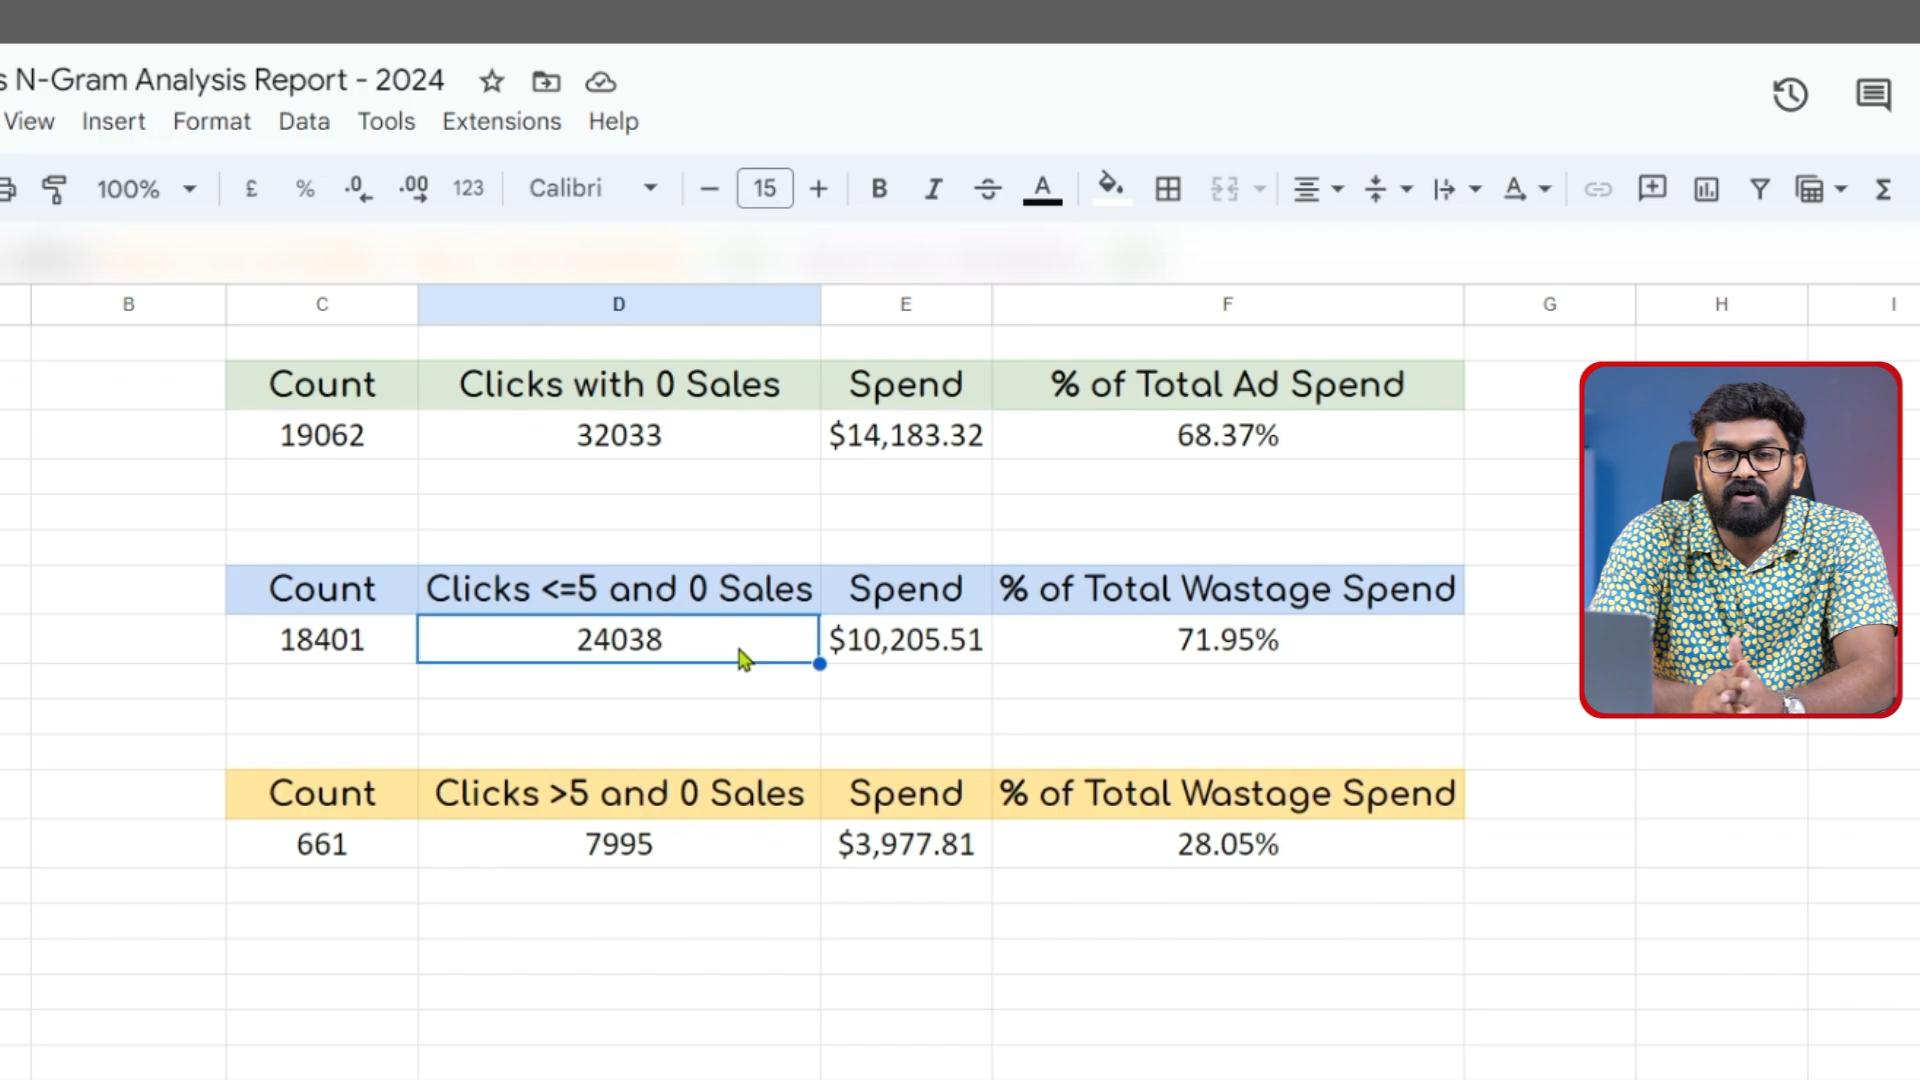 s N-Gram Analysis Report - 2024
View Insert Format Data Tools Extensions Help
100% £ % .0 .00 123 Calibri 15 B I S A A Σ
B C D E F G H I
Count Clicks with 0 Sales Spend % of Total Ad Spend
19062 32033 $14,183.32 68.37%
Count Clicks <=5 and 0 Sales Spend % of Total Wastage Spend
18401 24038 $10,205.51 71.95%
Count Clicks >5 and 0 Sales Spend % of Total Wastage Spend
661 7995 $3,977.81 28.05%